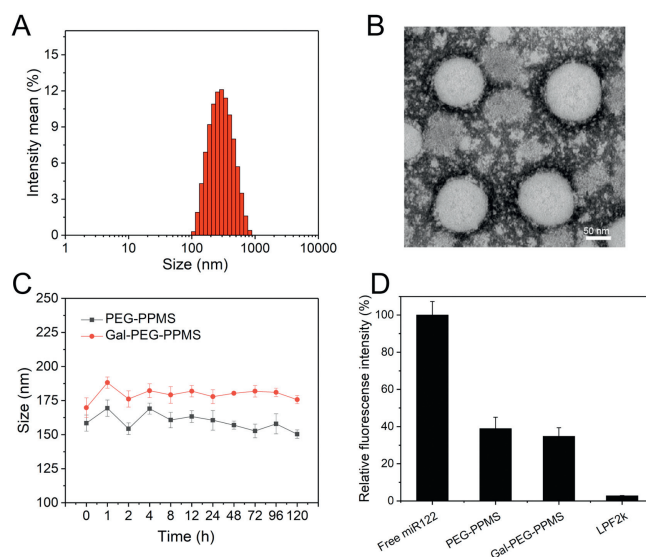 A
Intensity mean (%)
15
12
9
6
3
0
1
10
100
1000
10000
Size (nm)
B
50 nm
C
Size (nm)
250
225
200
175
150
125
100
PEG-PPMS
Gal-PEG-PPMS
0 1 2 4 8 12 24 48 72 96 120
Time (h)
D
Relative fluorescense intensity (%)
100
80
60
40
20
0
Free miR122
PEG-PPMS
Gal-PEG-PPMS
LPF2k